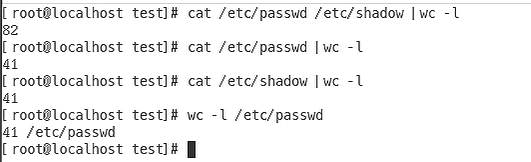 [root@localhost test]# cat /etc/passwd /etc/shadow |wc -l
82
[root@localhost test]# cat /etc/passwd |wc -l
41
[root@localhost test]# cat /etc/shadow |wc -l
41
[root@localhost test]# wc -l /etc/passwd
41 /etc/passwd
[root@localhost test]#